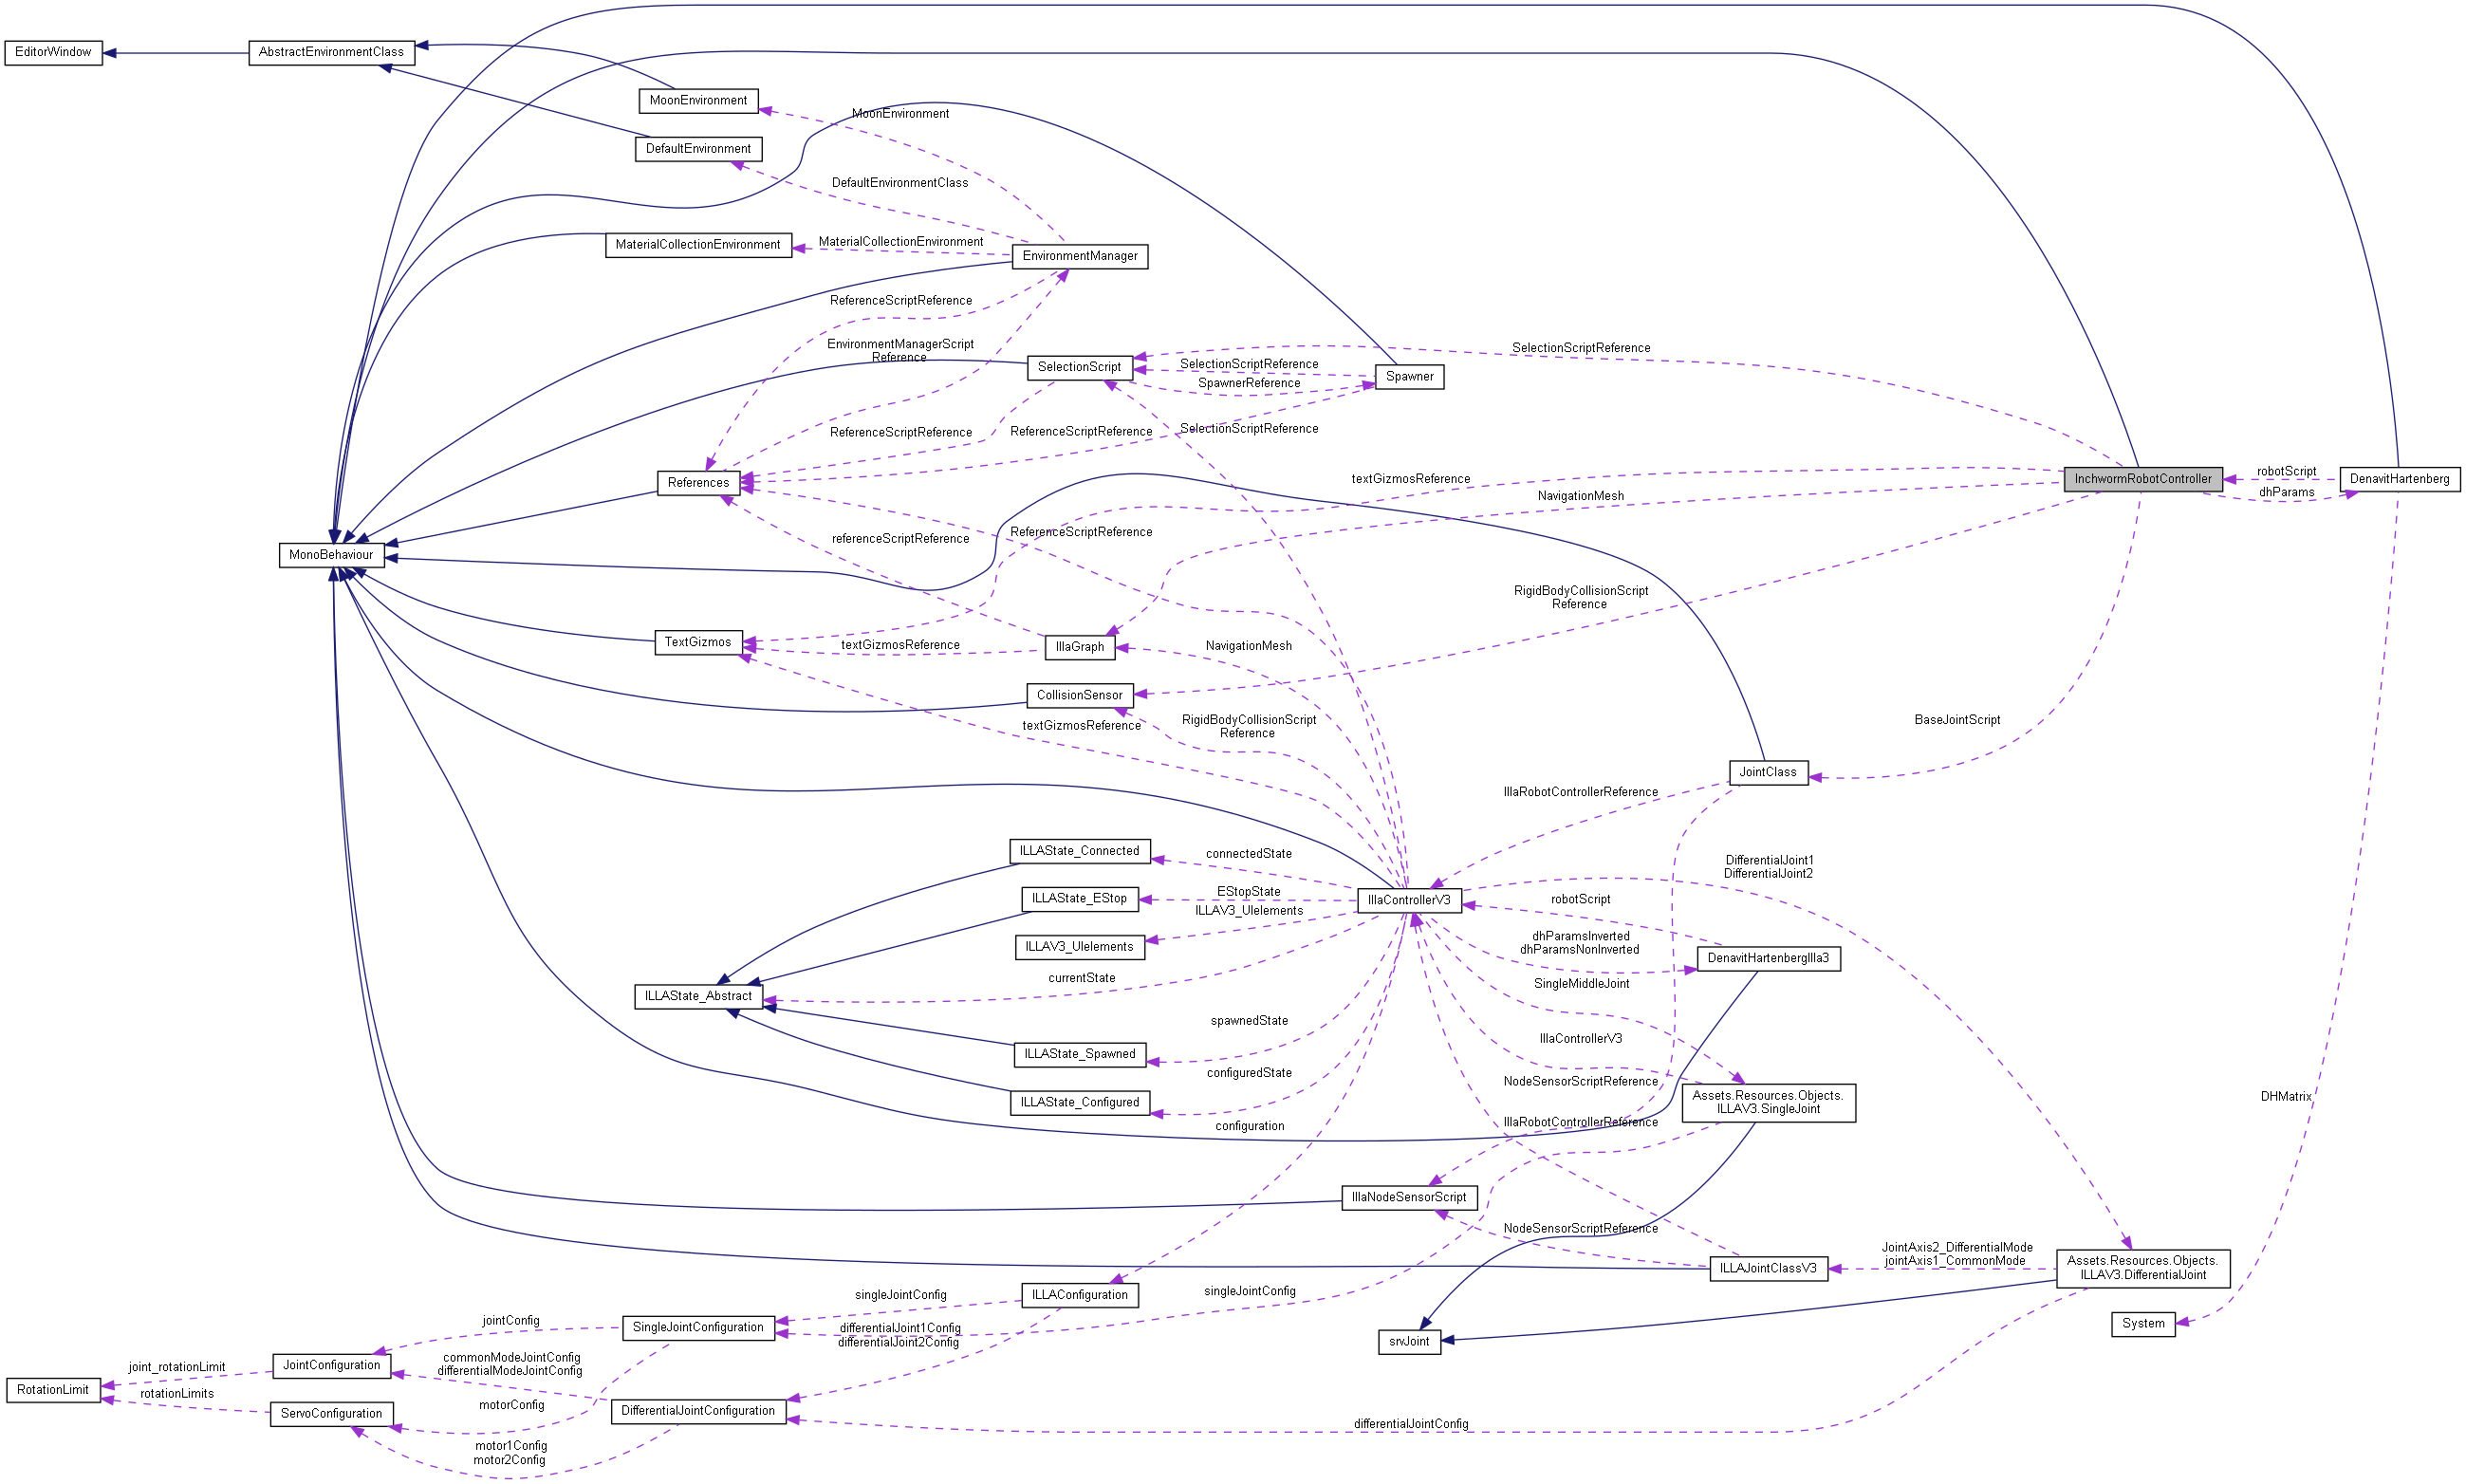 EditorWindow
AbstractEnvironmentClass
MoonEnvironment
MoonEnvironment
DefaultEnvironment
DefaultEnvironmentClass
MaterialCollectionEnvironment
MaterialCollectionEnvironment
EnvironmentManager
ReferenceScriptReference
EnvironmentManagerScript
Reference
SelectionScript
SelectionScriptReference
SpawnerReference
Spawner
SelectionScriptReference
ReferenceScriptReference
ReferenceScriptReference
SelectionScriptReference
References
textGizmosReference
NavigationMesh
InchwormRobotController
robotScript
dhParams
DenavitHartenberg
MonoBehaviour
referenceScriptReference
ReferenceScriptReference
RigidBodyCollisionScript
Reference
TextGizmos
textGizmosReference
IllaGraph
NavigationMesh
CollisionSensor
textGizmosReference
RigidBodyCollisionScript
Reference
BaseJointScript
JointClass
IllaRobotControllerReference
ILLAState_Connected
connectedState
ILLAState_EStop
EStopState
ILLAV3_UIelements
IllaControllerV3
DifferentialJoint1
DifferentialJoint2
robotScript
ILLAV3_UIelements
dhParamsInverted
dhParamsNonInverted
DenavitHartenbergIlla3
currentState
SingleMiddleJoint
ILLAState_Abstract
spawnedState
IllaControllerV3
ILLAState_Spawned
configuredState
NodeSensorScriptReference
ILLAState_Configured
Assets.Resources.Objects.
ILLAV3.SingleJoint
DHMatrix
configuration
IllaRobotControllerReference
IllaNodeSensorScript
NodeSensorScriptReference
ILLAJointClassV3
JointAxis2_DifferentialMode
jointAxis1_CommonMode
Assets.Resources.Objects.
ILLAV3.DifferentialJoint
singleJointConfig
ILLAConfiguration
singleJointConfig
jointConfig
SingleJointConfiguration
differentialJoint1Config
differentialJoint2Config
srvJoint
System
joint_rotationLimit
JointConfiguration
commonModeJointConfig
differentialModeJointConfig
RotationLimit
rotationLimits
ServoConfiguration
motorConfig
DifferentialJointConfiguration
differentialJointConfig
motor1Config
motor2Config